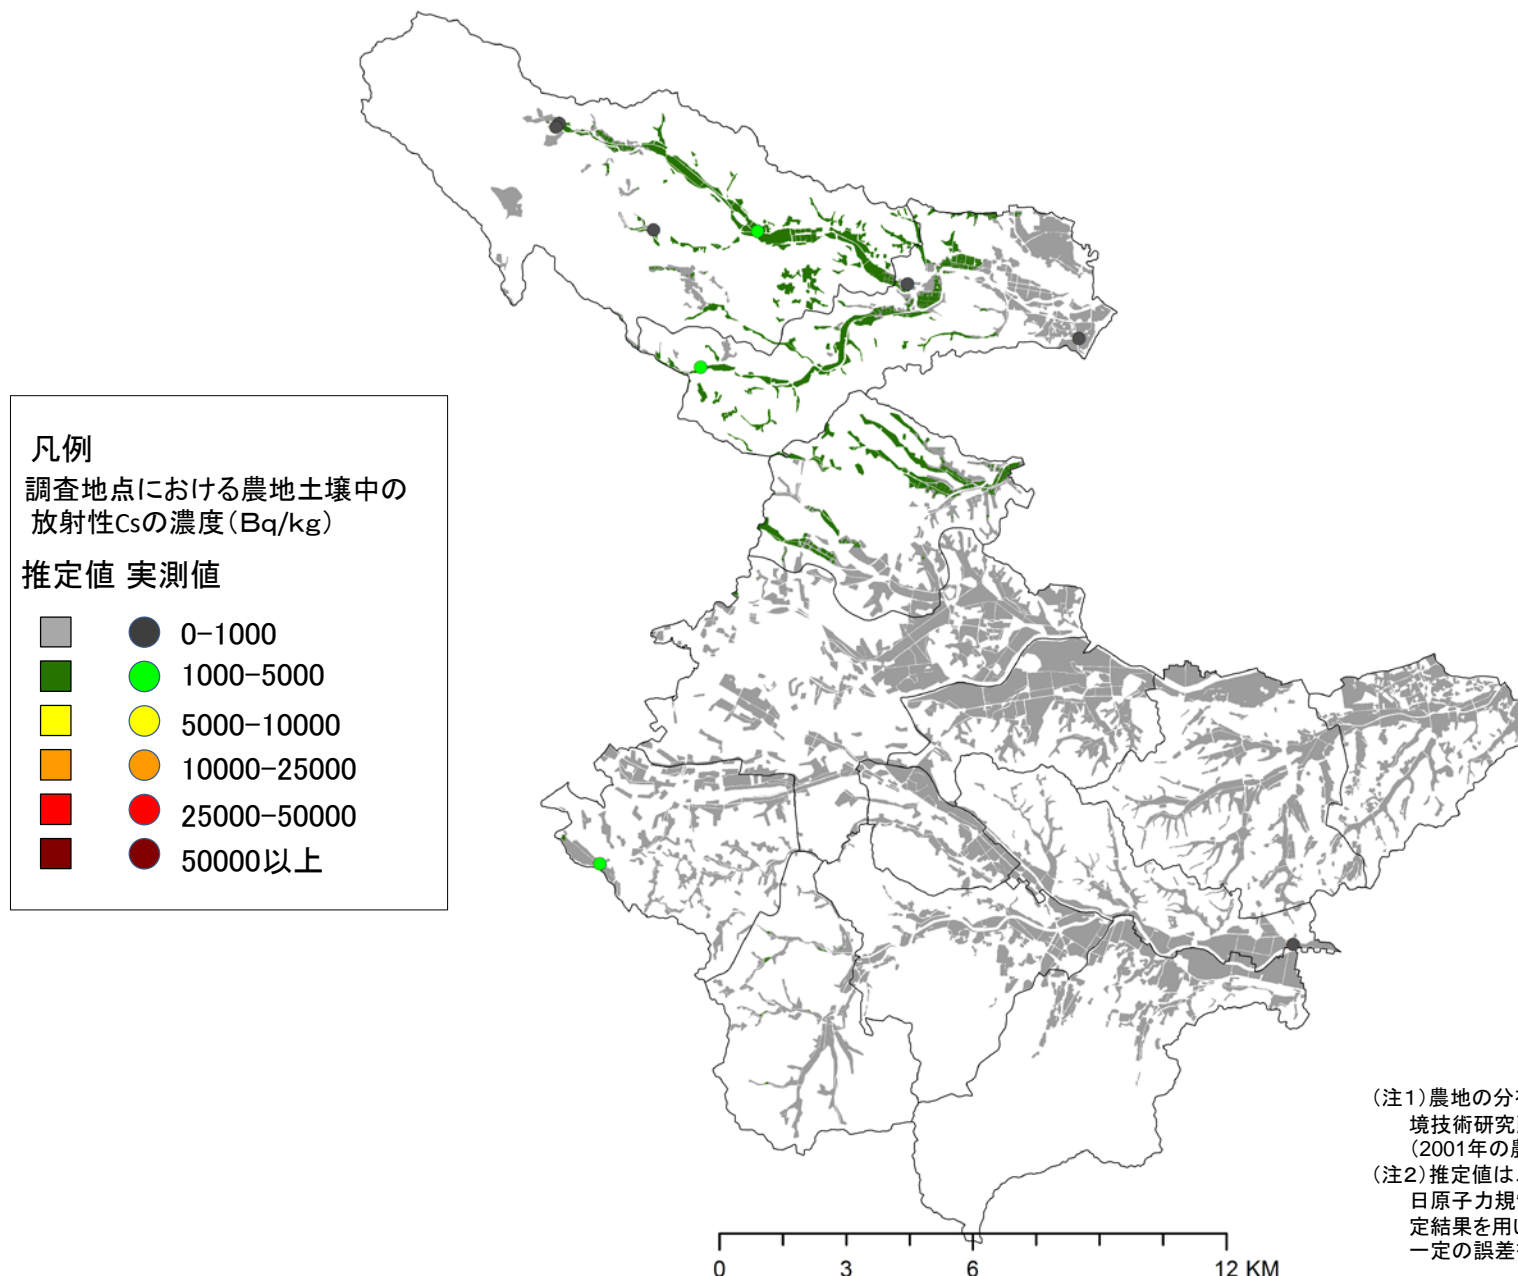 凡例
調査地点における農地土壌中の
放射性Csの濃度（Bq/kg）
推定値 実測値
0-1000
1000-5000
5000-10000
10000-25000
25000-50000
50000以上
（注1）農地の分
境技術研究
（2001年の
（注2）推定値は
日原子力規
定結果を用い
一定の誤差
0 3 6 12 KM